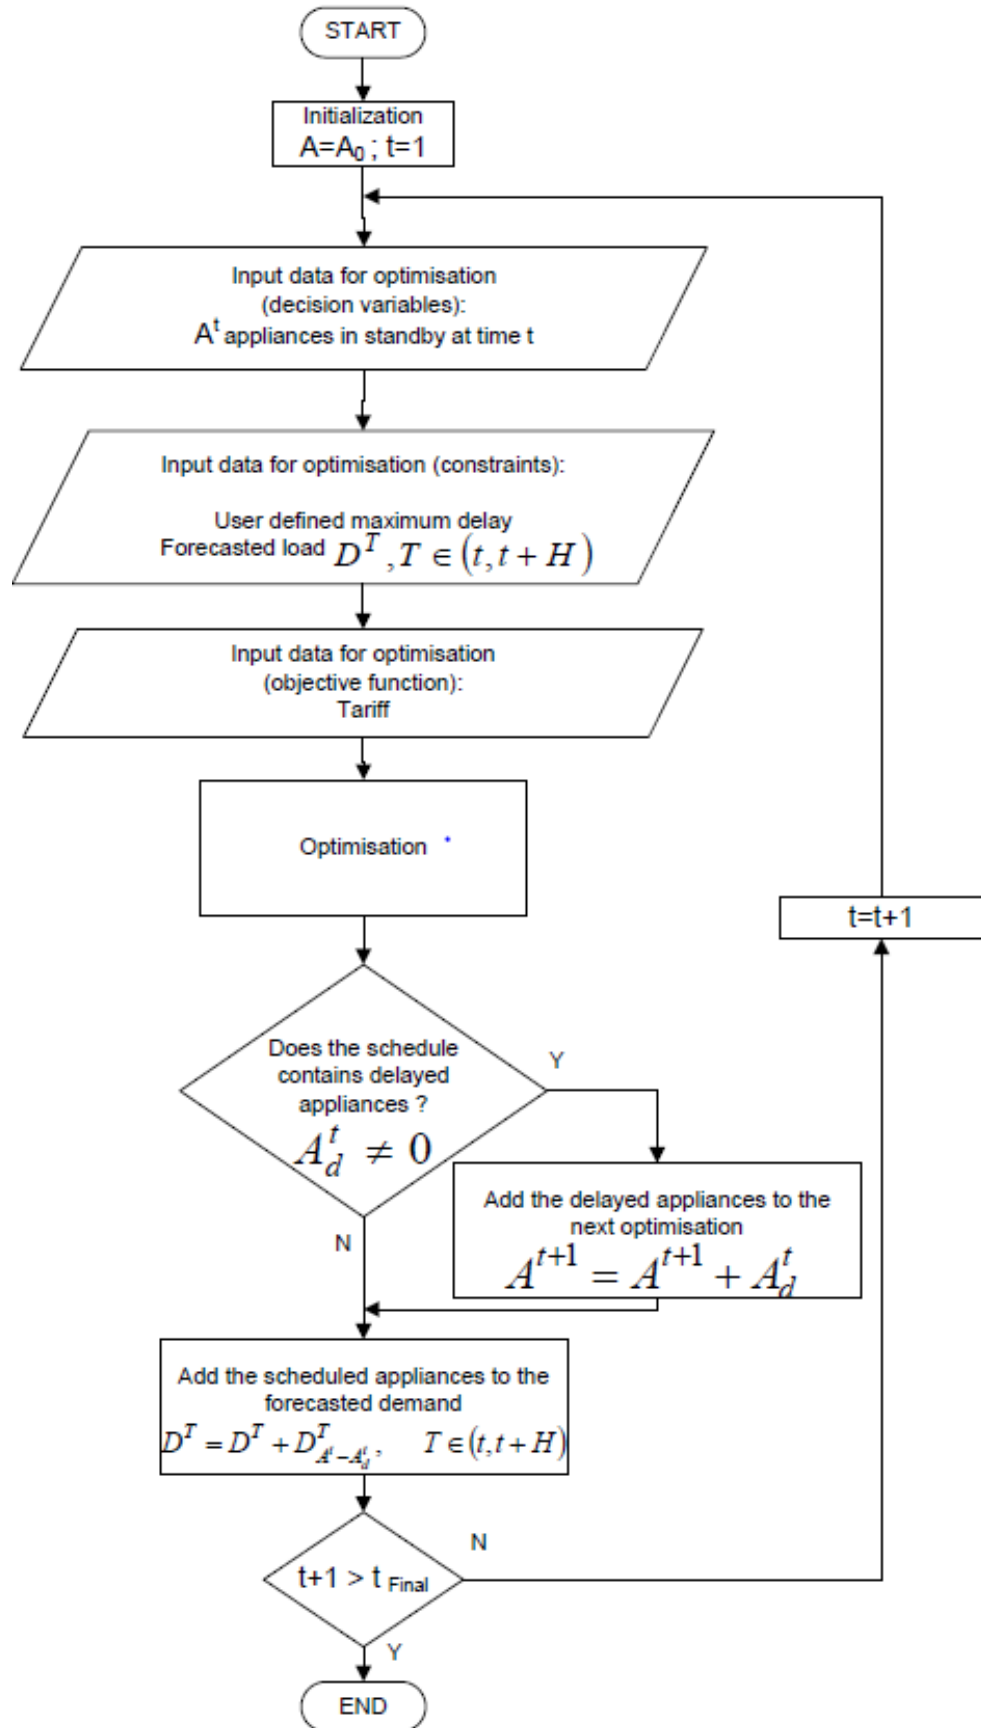 START
Initialization
A=A₀ ; t=1
Input data for optimisation
(decision variables):
Aᵗ appliances in standby at time t
Input data for optimisation (constraints):
User defined maximum delay
Forecasted load D^T , T ∈ (t, t + H)
Input data for optimisation
(objective function):
Tariff
Optimisation
t=t+1
Does the schedule
contains delayed
appliances ?
A_d^t ≠ 0
Y
Add the delayed appliances to the
next optimisation
A^{t+1} = A^{t+1} + A_d^t
N
Add the scheduled appliances to the
forecasted demand
D^T = D^T + D^T_{A^t − A_d^t}, T ∈ (t, t + H)
t+1 > t Final
N
Y
END